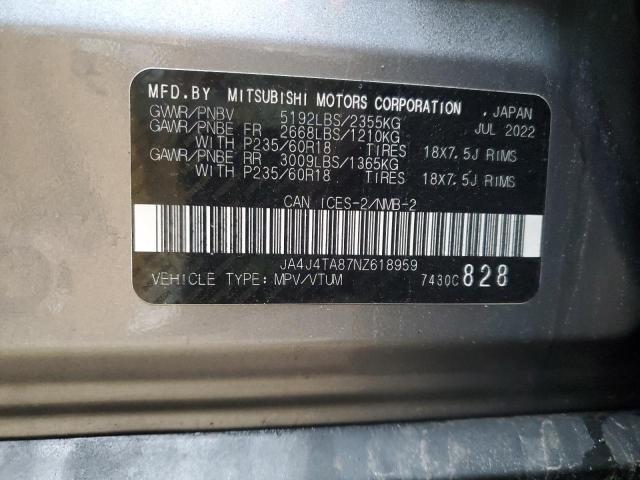 MFD.BY MITSUBISHI MOTORS CORPORATION , JAPAN
GVWR/PNBV 5192LBS/2355KG JUL 2022
GAWR/PNBE FR 2668LBS/1210KG
WITH P235/60R18 TIRES 18X7.5J RIMS
GAWR/PNBE RR 3009LBS/1365KG
WITH P235/60R18 TIRES 18X7.5J RIMS
CAN ICES-2/NMB-2
JA4J4TA87NZ618959
VEHICLE TYPE: MPV/VTUM 7430C 828